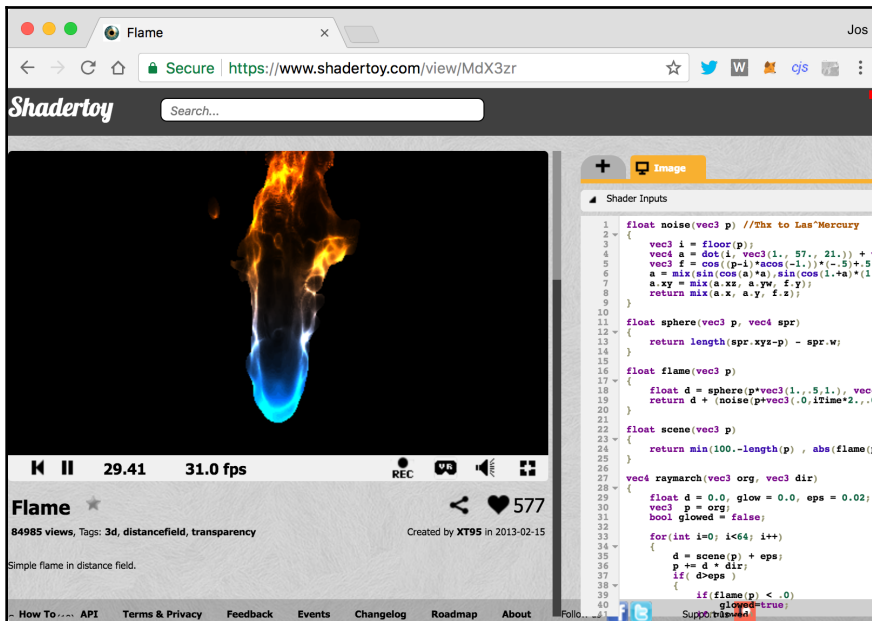 Flame
Jos
Secure https://www.shadertoy.com/view/MdX3zr
W
cjs
Shadertoy
Search...
29.41 31.0 fps
REC
VR
Flame
577
84985 views, Tags: 3d, distancefield, transparency
Created by XT95 in 2013-02-15
Simple flame in distance field.
+ Image
Shader Inputs
1 float noise(vec3 p) //Thx to Las^Mercury
2 {
3 vec3 i = floor(p);
4 vec4 a = dot(i, vec3(1., 57., 21.)) +
5 vec3 f = cos((p-i)*acos(-1.))*(-.5)+.5
6 a = mix(sin(cos(a)*a),sin(cos(1.+a)*(1
7 a.xy = mix(a.xz, a.yw, f.y);
8 return mix(a.x, a.y, f.z);
9 }
10
11 float sphere(vec3 p, vec4 spr)
12 {
13 return length(spr.xyz-p) - spr.w;
14 }
15
16 float flame(vec3 p)
17 {
18 float d = sphere(p*vec3(1.,.5,1.), vec
19 return d + (noise(p+vec3(.0,iTime*2.,.
20 }
21
22 float scene(vec3 p)
23 {
24 return min(100.-length(p) , abs(flame(
25 }
26
27 vec4 raymarch(vec3 org, vec3 dir)
28 {
29 float d = 0.0, glow = 0.0, eps = 0.02;
30 vec3 p = org;
31 bool glowed = false;
32
33 for(int i=0; i<64; i++)
34 {
35 d = scene(p) + eps;
36 p += d * dir;
37 if( d>eps )
38 {
39 if(flame(p) < .0)
40 glowed=true;
41
How To API Terms & Privacy Feedback Events Changelog Roadmap About